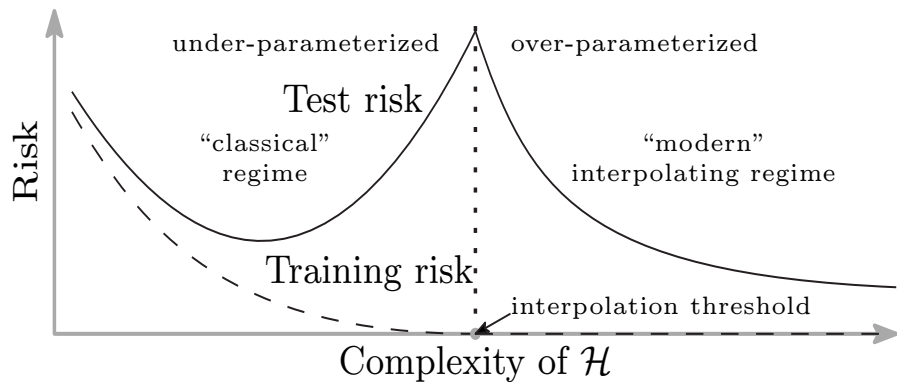 under-parameterized
over-parameterized
Test risk
“classical”
regime
“modern”
interpolating regime
Risk
Training risk
interpolation threshold
Complexity of ℋ